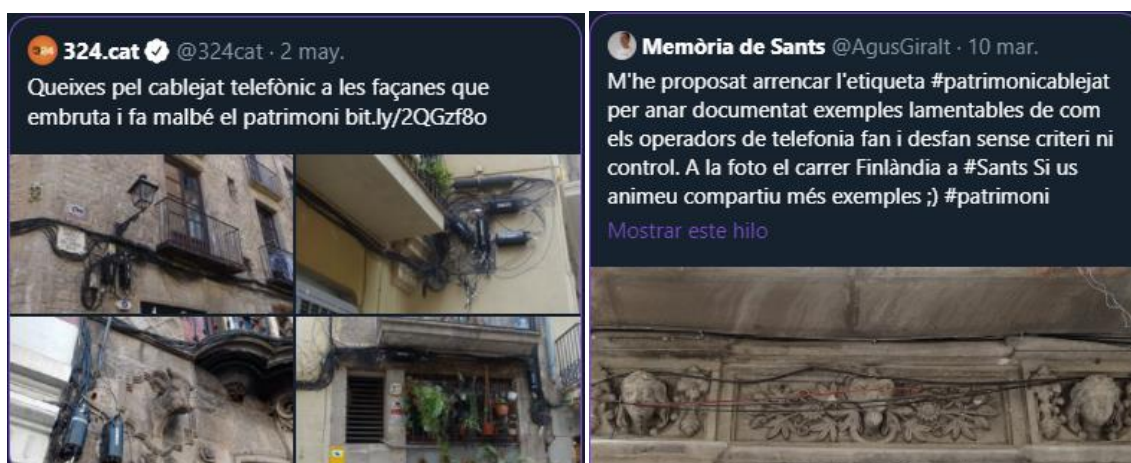 324.cat @324cat · 2 may.
Queixes pel cablejat telefònic a les façanes que
embruta i fa malbé el patrimoni bit.ly/2QGzf8o
Memòria de Sants @AgusGiralt · 10 mar.
M'he proposat arrencar l'etiqueta #patrimonicablejat
per anar documentat exemples lamentables de com
els operadors de telefonia fan i desfan sense criteri ni
control. A la foto el carrer Finlàndia a #Sants Si us
animeu compartiu més exemples ;) #patrimoni
Mostrar este hilo